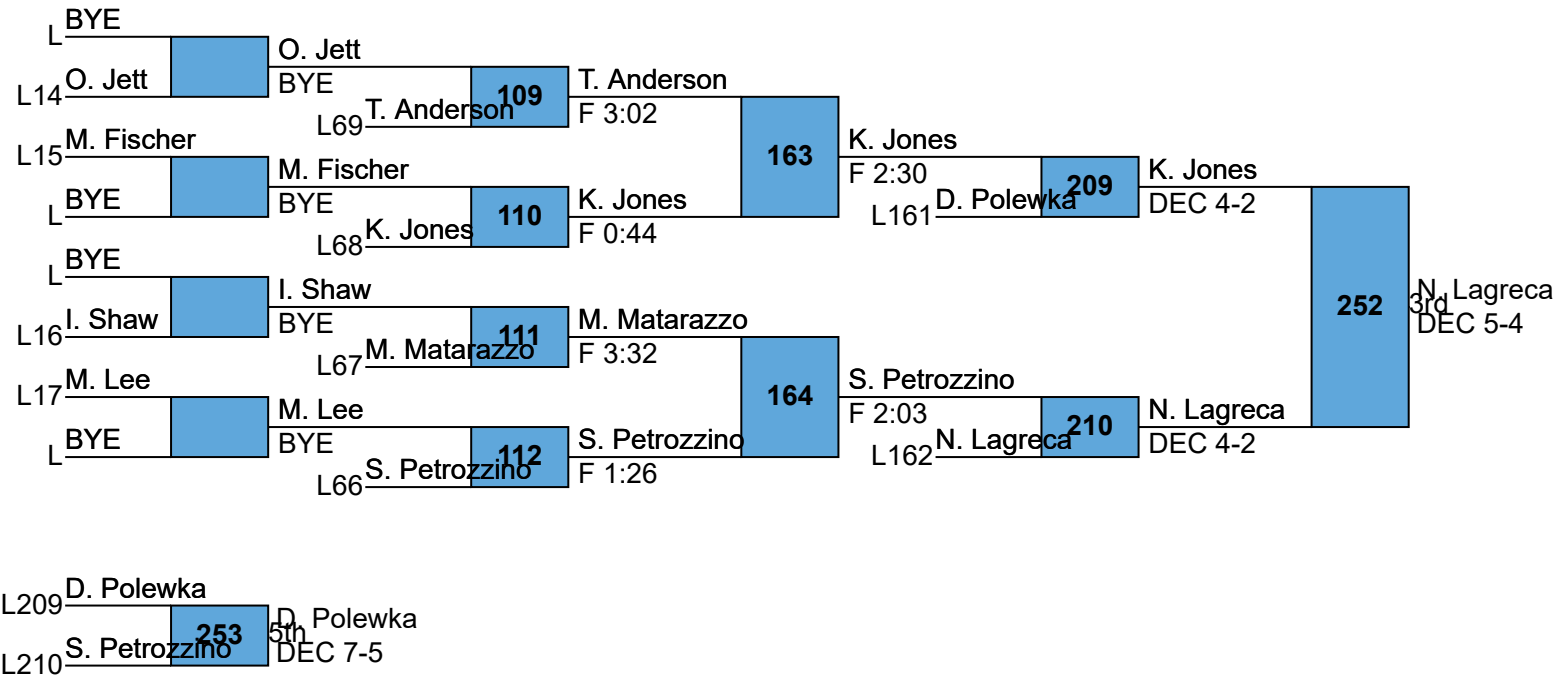 BYE
L
O. Jett
L14
O. Jett
BYE
T. Anderson
L69
109
T. Anderson
F 3:02
M. Fischer
L15
BYE
L
M. Fischer
BYE
K. Jones
L68
110
K. Jones
F 0:44
163
K. Jones
F 2:30
D. Polewka
L161
209
K. Jones
DEC 4-2
BYE
L
I. Shaw
L16
I. Shaw
BYE
M. Matarazzo
L67
111
M. Matarazzo
F 3:32
M. Lee
L17
BYE
L
M. Lee
BYE
S. Petrozzino
L66
112
S. Petrozzino
F 1:26
164
S. Petrozzino
F 2:03
N. Lagreca
L162
210
N. Lagreca
DEC 4-2
252
3rd
N. Lagreca
DEC 5-4
D. Polewka
L209
S. Petrozzino
L210
253
5th
D. Polewka
DEC 7-5